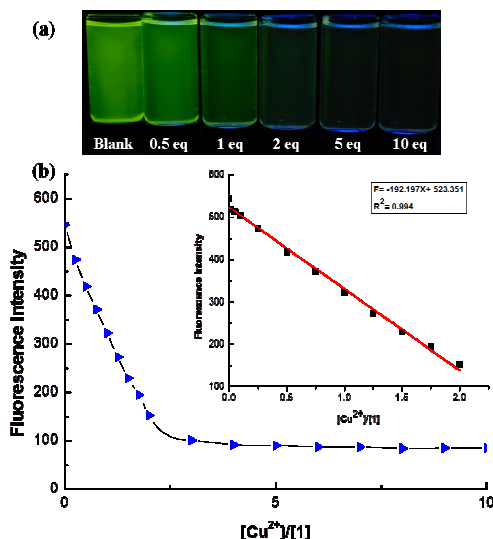 (a)
Blank 0.5 eq 1 eq 2 eq 5 eq 10 eq
(b)
Fluorescence Intensity
600
500
400
300
200
100
0
0 5 10
[Cu²⁺]/[1]
Fluorescence Intensity
600
500
400
300
200
100
0.0 0.5 1.0 1.5 2.0
[Cu²⁺]/[1]
F= -192.197X+ 523.351
R²= 0.994